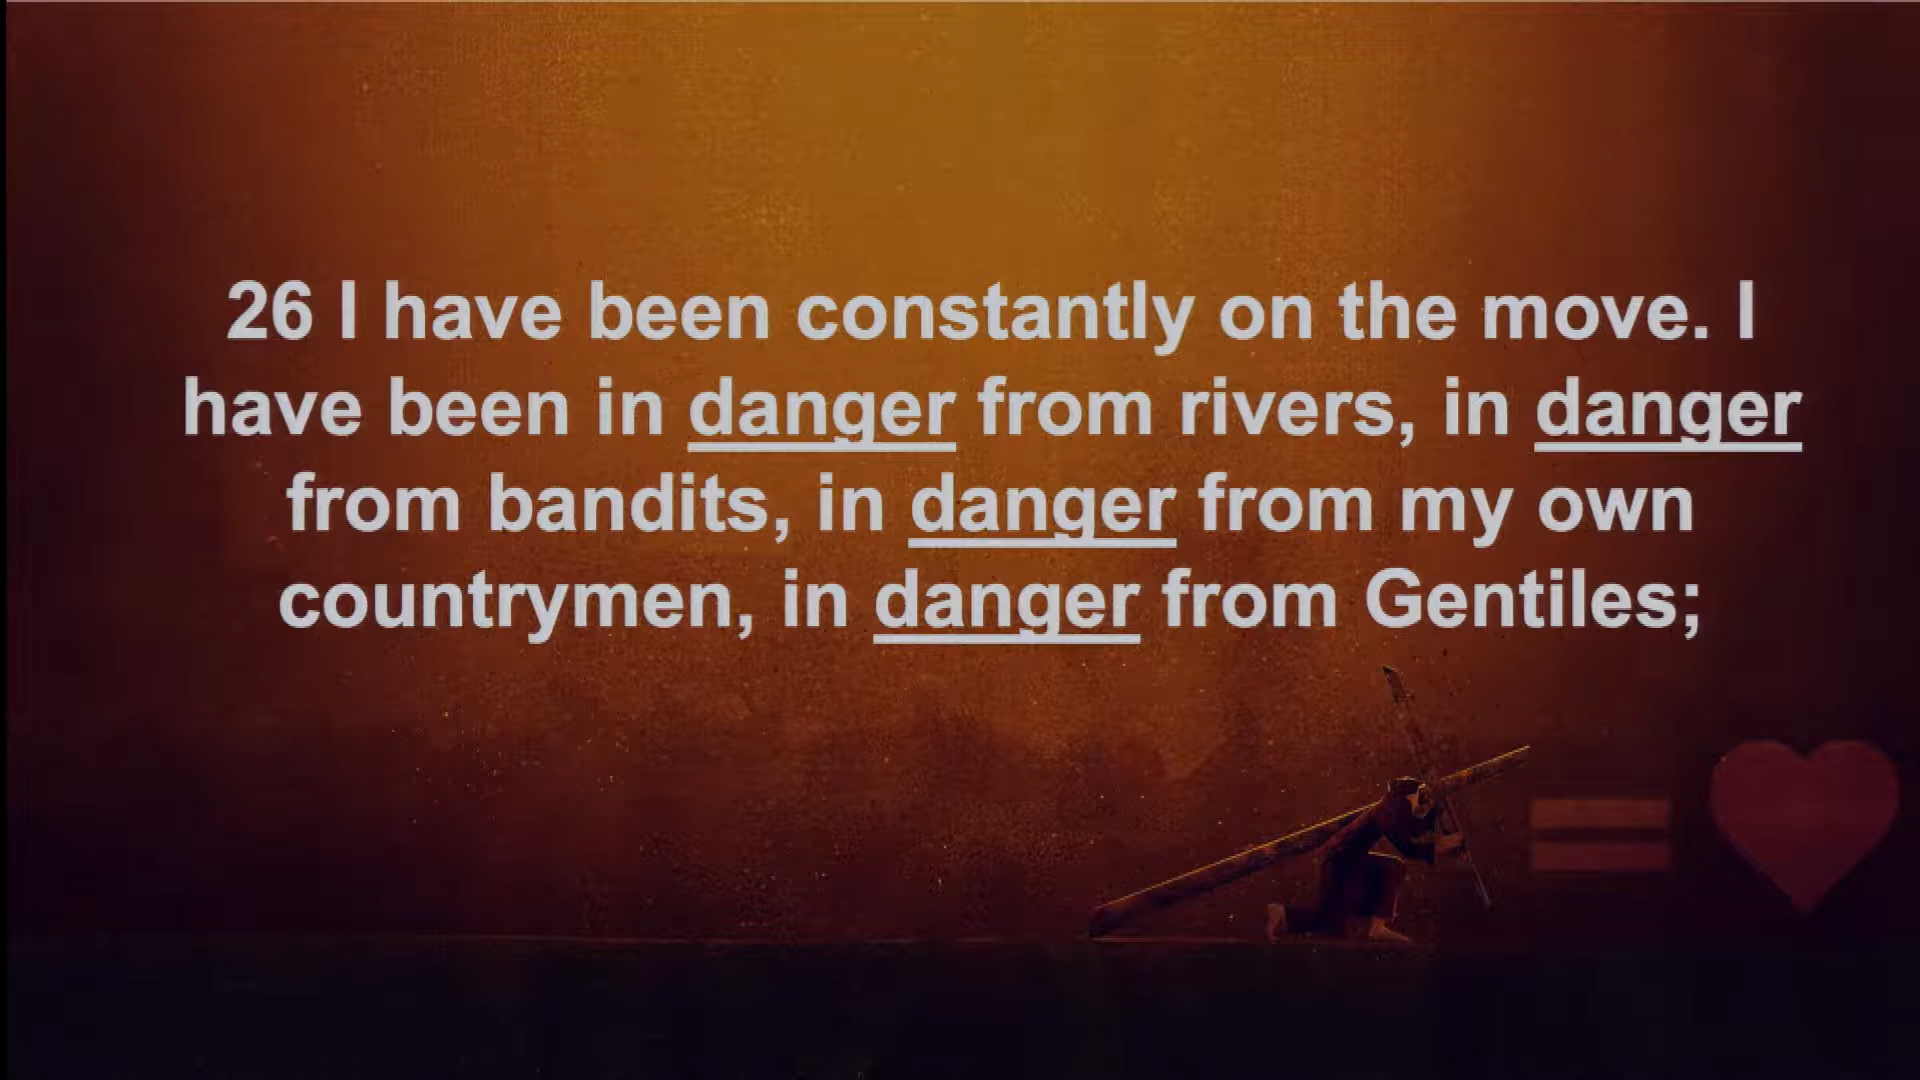 26 I have been constantly on the move. I
have been in danger from rivers, in danger
from bandits, in danger from my own
countrymen, in danger from Gentiles;